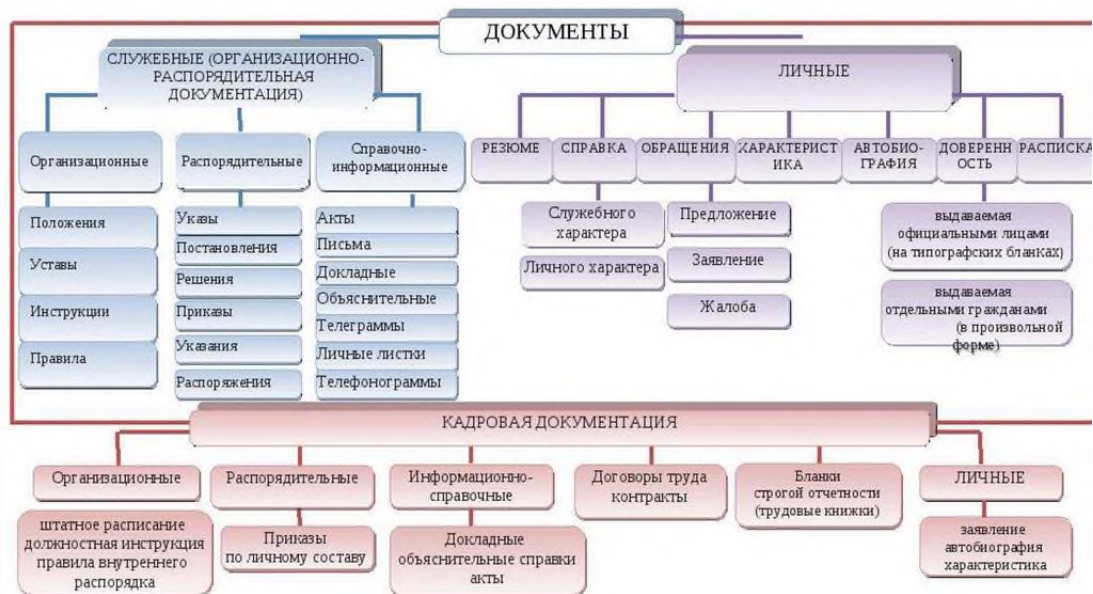 ДОКУМЕНТЫ
СЛУЖЕБНЫЕ (ОРГАНИЗАЦИОННО-
РАСПОРЯДИТЕЛЬНАЯ
ДОКУМЕНТАЦИЯ)
Организационные
Положения
Уставы
Инструкции
Правила
Распорядительные
Указы
Постановления
Решения
Приказы
Указания
Распоряжения
Справочно-
информационные
Акты
Письма
Докладные
Объяснительные
Телеграммы
Личные листки
Телефонограммы
ЛИЧНЫЕ
РЕЗЮМЕ
СПРАВКА
Служебного
характера
Личного характера
ОБРАЩЕНИЯ
Предложение
Заявление
Жалоба
ХАРАКТЕРИСТ
ИКА
АВТОБИО-
ГРАФИЯ
ДОВЕРЕНН
ОСТЬ
выдаваемая
официальными лицами
(на типографских бланках)
выдаваемая
отдельными гражданами
(в произвольной
форме)
РАСПИСКА
КАДРОВАЯ ДОКУМЕНТАЦИЯ
Организационные
штатное расписание
должностная инструкция
правила внутреннего
распорядка
Распорядительные
Приказы
по личному составу
Информационно-
справочные
Докладные
объяснительные справки
акты
Договоры труда
контракты
Бланки
строгой отчетности
(трудовые книжки)
ЛИЧНЫЕ
заявление
автобиография
характеристика